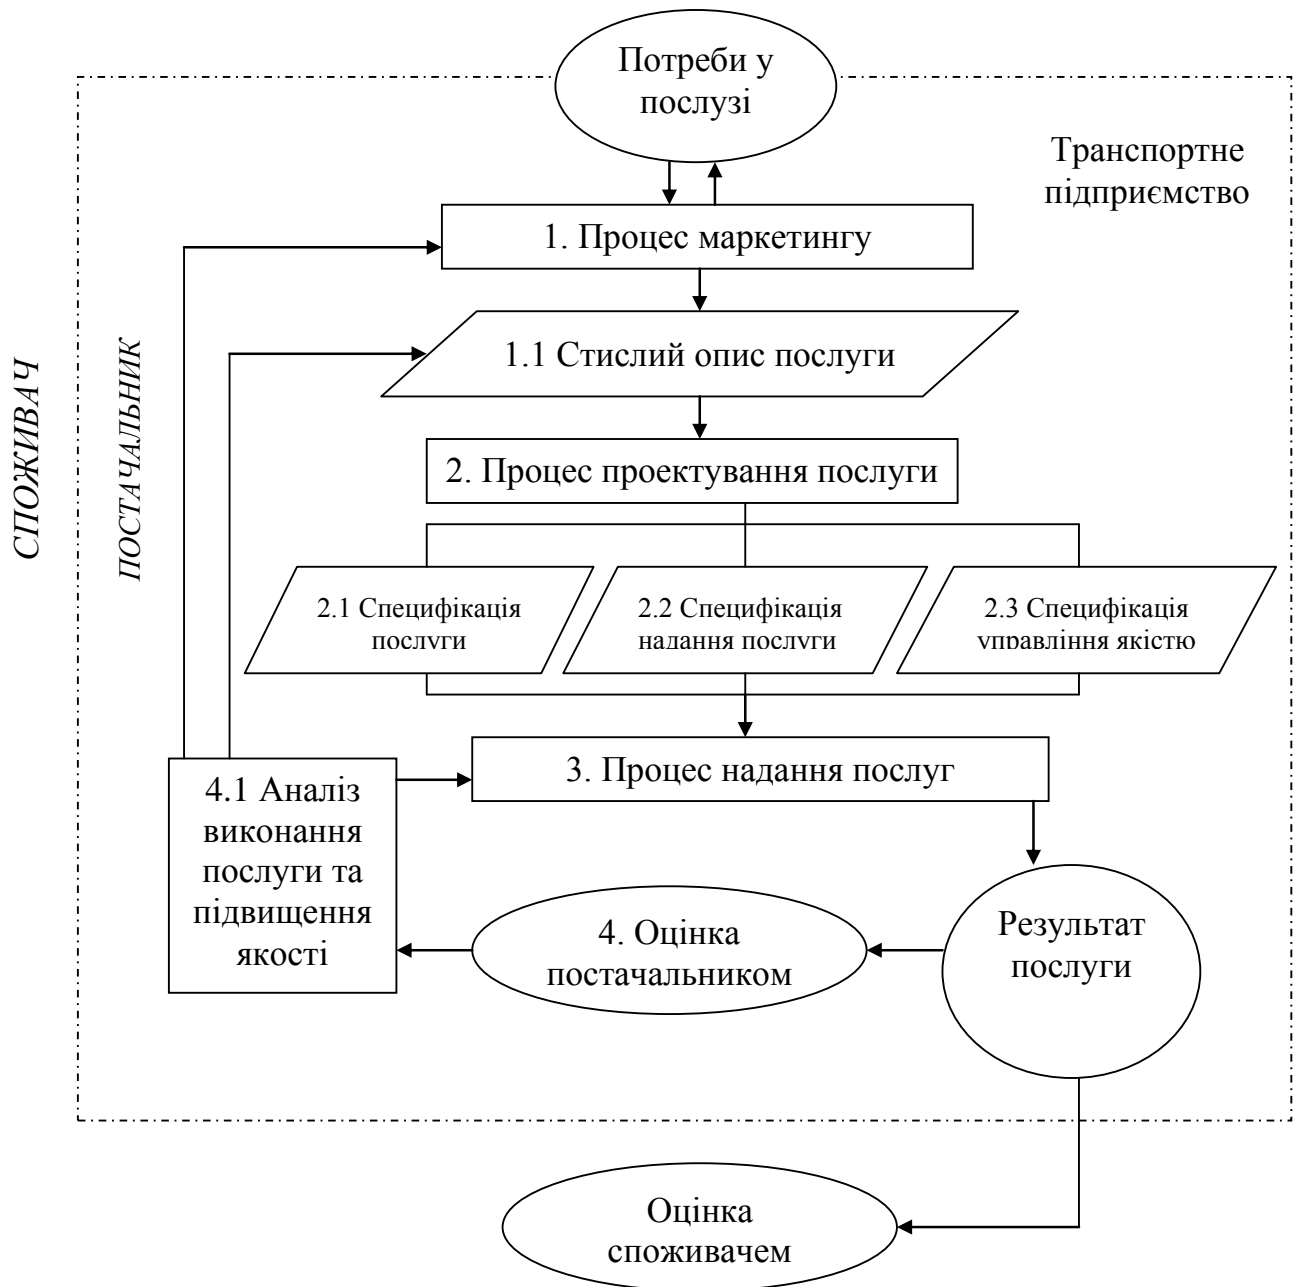 Потреби у
послузі
Транспортне
підприємство
1. Процес маркетингу
1.1 Стислий опис послуги
СПОЖИВАЧ
ПОСТАЧАЛЬНИК
2. Процес проектування послуги
2.1 Специфікація
послуги
2.2 Специфікація
надання послуги
2.3 Специфікація
управління якістю
3. Процес надання послуг
4.1 Аналіз
виконання
послуги та
підвищення
якості
4. Оцінка
постачальником
Результат
послуги
Оцінка
споживачем